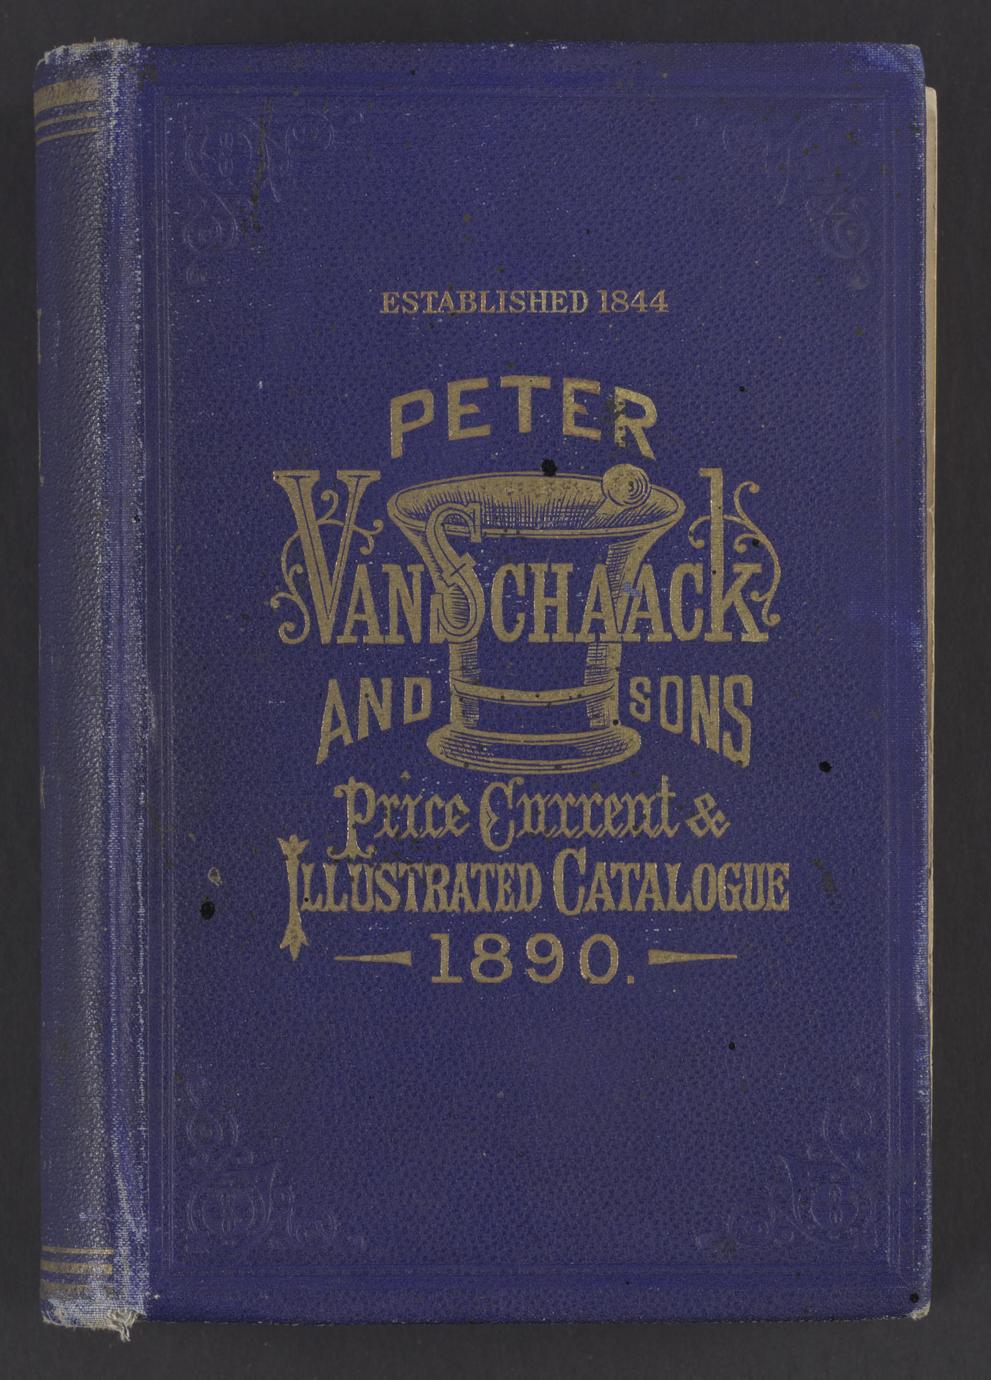 ESTABLISHED 1844
PETER
VAN SCHAACK
AND SONS
Price Current &
ILLUSTRATED CATALOGUE
1890.